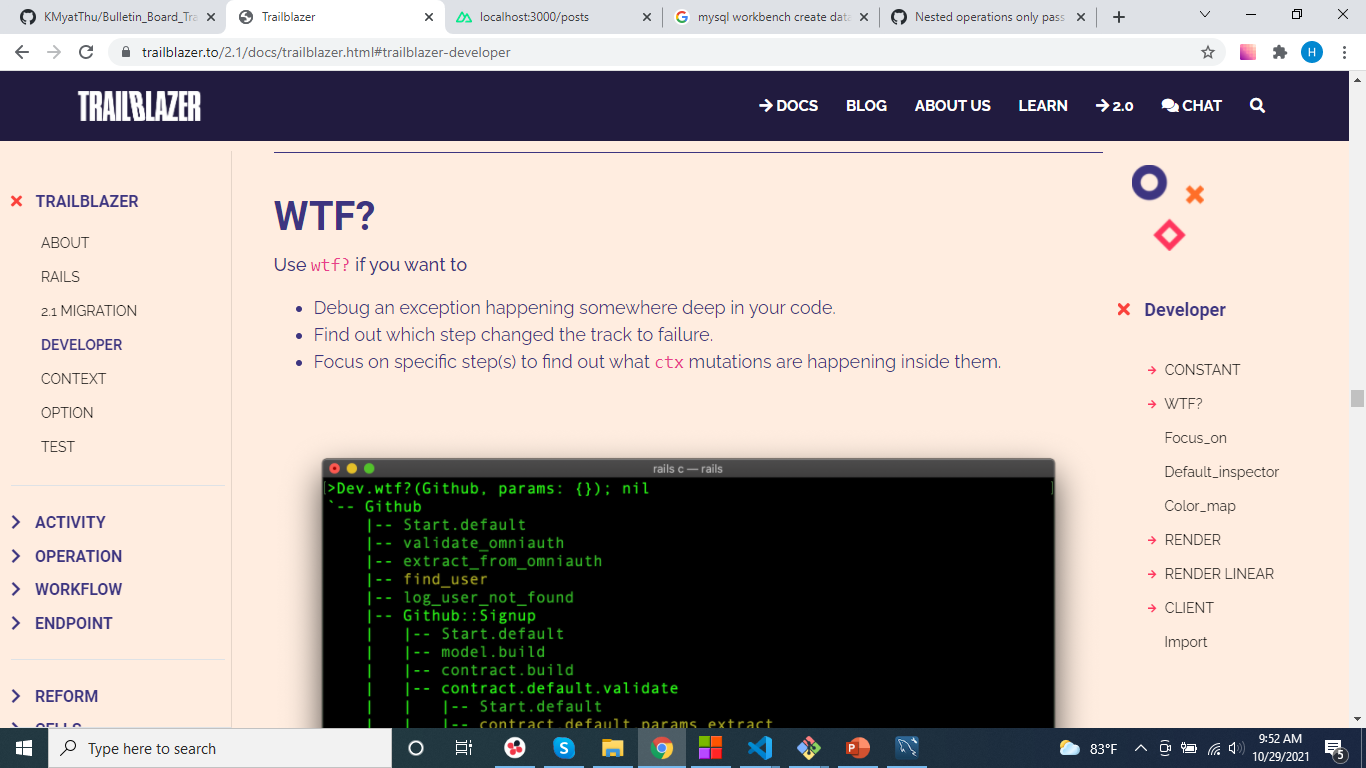 KMyatThu/Bulletin_Board_Tra
Trailblazer
localhost:3000/posts
mysql workbench create data
Nested operations only pass
trailblazer.to/2.1/docs/trailblazer.html#trailblazer-developer
H
TRAILBLAZER
DOCS
BLOG
ABOUT US
LEARN
2.0
CHAT
TRAILBLAZER
ABOUT
RAILS
2.1 MIGRATION
DEVELOPER
CONTEXT
OPTION
TEST
ACTIVITY
OPERATION
WORKFLOW
ENDPOINT
REFORM
CELLS
WTF?
Use wtf? if you want to
• Debug an exception happening somewhere deep in your code.
• Find out which step changed the track to failure.
• Focus on specific step(s) to find out what ctx mutations are happening inside them.
rails c — rails
[>Dev.wtf?(Github, params: {}); nil ]
`-- Github
|-- Start.default
|-- validate_omniauth
|-- extract_from_omniauth
|-- find_user
|-- log_user_not_found
|-- Github::Signup
| |-- Start.default
| |-- model.build
| |-- contract.build
| |-- contract.default.validate
| | |-- Start.default
| | |-- contract.default.params_extract
Developer
CONSTANT
WTF?
Focus_on
Default_inspector
Color_map
RENDER
RENDER LINEAR
CLIENT
Import
Type here to search
83°F
9:52 AM
10/29/2021
5